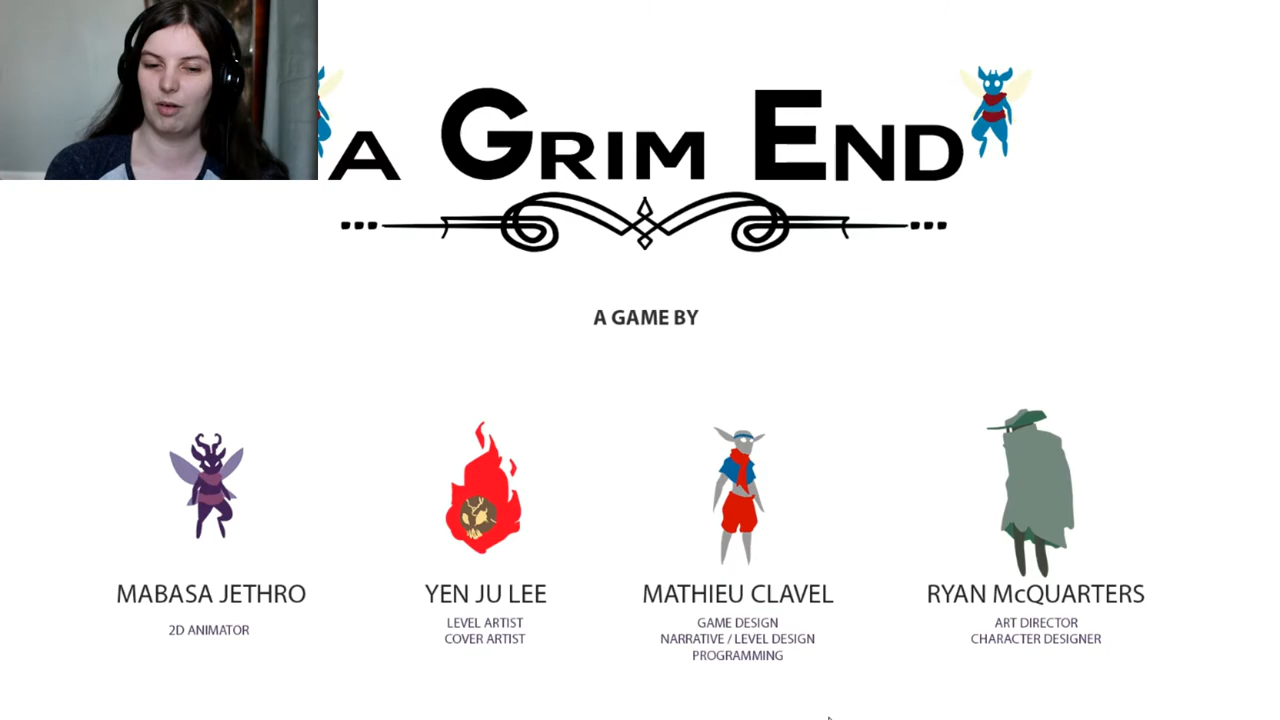 A GRIM END
A GAME BY
MABASA JETHRO
2D ANIMATOR
YEN JU LEE
LEVEL ARTIST
COVER ARTIST
MATHIEU CLAVEL
GAME DESIGN
NARRATIVE / LEVEL DESIGN
PROGRAMMING
RYAN McQUARTERS
ART DIRECTOR
CHARACTER DESIGNER